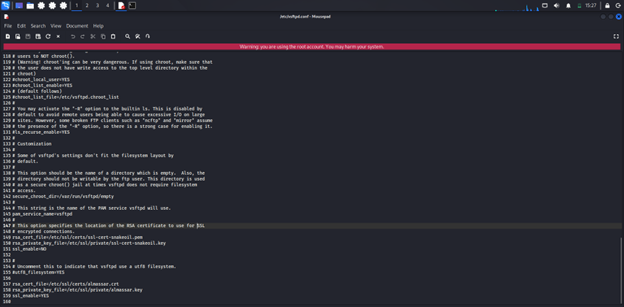 1 2 3 4
15:27
/etc/vsftpd.conf - Mousepad
File Edit Search View Document Help
Warning: you are using the root account. You may harm your system.
118 # users to NOT chroot().
119 # (Warning! chroot'ing can be very dangerous. If using chroot, make sure that
120 # the user does not have write access to the top level directory within the
121 # chroot)
122 #chroot_local_user=YES
123 #chroot_list_enable=YES
124 # (default follows)
125 #chroot_list_file=/etc/vsftpd.chroot_list
126 #
127 # You may activate the "-R" option to the builtin ls. This is disabled by
128 # default to avoid remote users being able to cause excessive I/O on large
129 # sites. However, some broken FTP clients such as "ncftp" and "mirror" assume
130 # the presence of the "-R" option, so there is a strong case for enabling it.
131 #ls_recurse_enable=YES
132 #
133 # Customization
134 #
135 # Some of vsftpd's settings don't fit the filesystem layout by
136 # default.
137 #
138 # This option should be the name of a directory which is empty. Also, the
139 # directory should not be writable by the ftp user. This directory is used
140 # as a secure chroot() jail at times vsftpd does not require filesystem
141 # access.
142 secure_chroot_dir=/var/run/vsftpd/empty
143 #
144 # This string is the name of the PAM service vsftpd will use.
145 pam_service_name=vsftpd
146 #
147 # This option specifies the location of the RSA certificate to use for SSL
148 # encrypted connections.
149 rsa_cert_file=/etc/ssl/certs/ssl-cert-snakeoil.pem
150 rsa_private_key_file=/etc/ssl/private/ssl-cert-snakeoil.key
151 ssl_enable=NO
152
153 #
154 # Uncomment this to indicate that vsftpd use a utf8 filesystem.
155 #utf8_filesystem=YES
156
157 rsa_cert_file=/etc/ssl/certs/almassar.crt
158 rsa_private_key_file=/etc/ssl/private/almassar.key
159 ssl_enable=YES
160